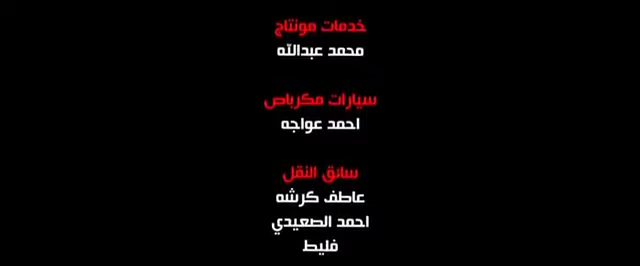 خدمات مونتاج
محمد عبدالله
سيارات مكرباص
احمد عواجه
سائق النقل
عاطف كرشه
احمد الصعيدي
فليط